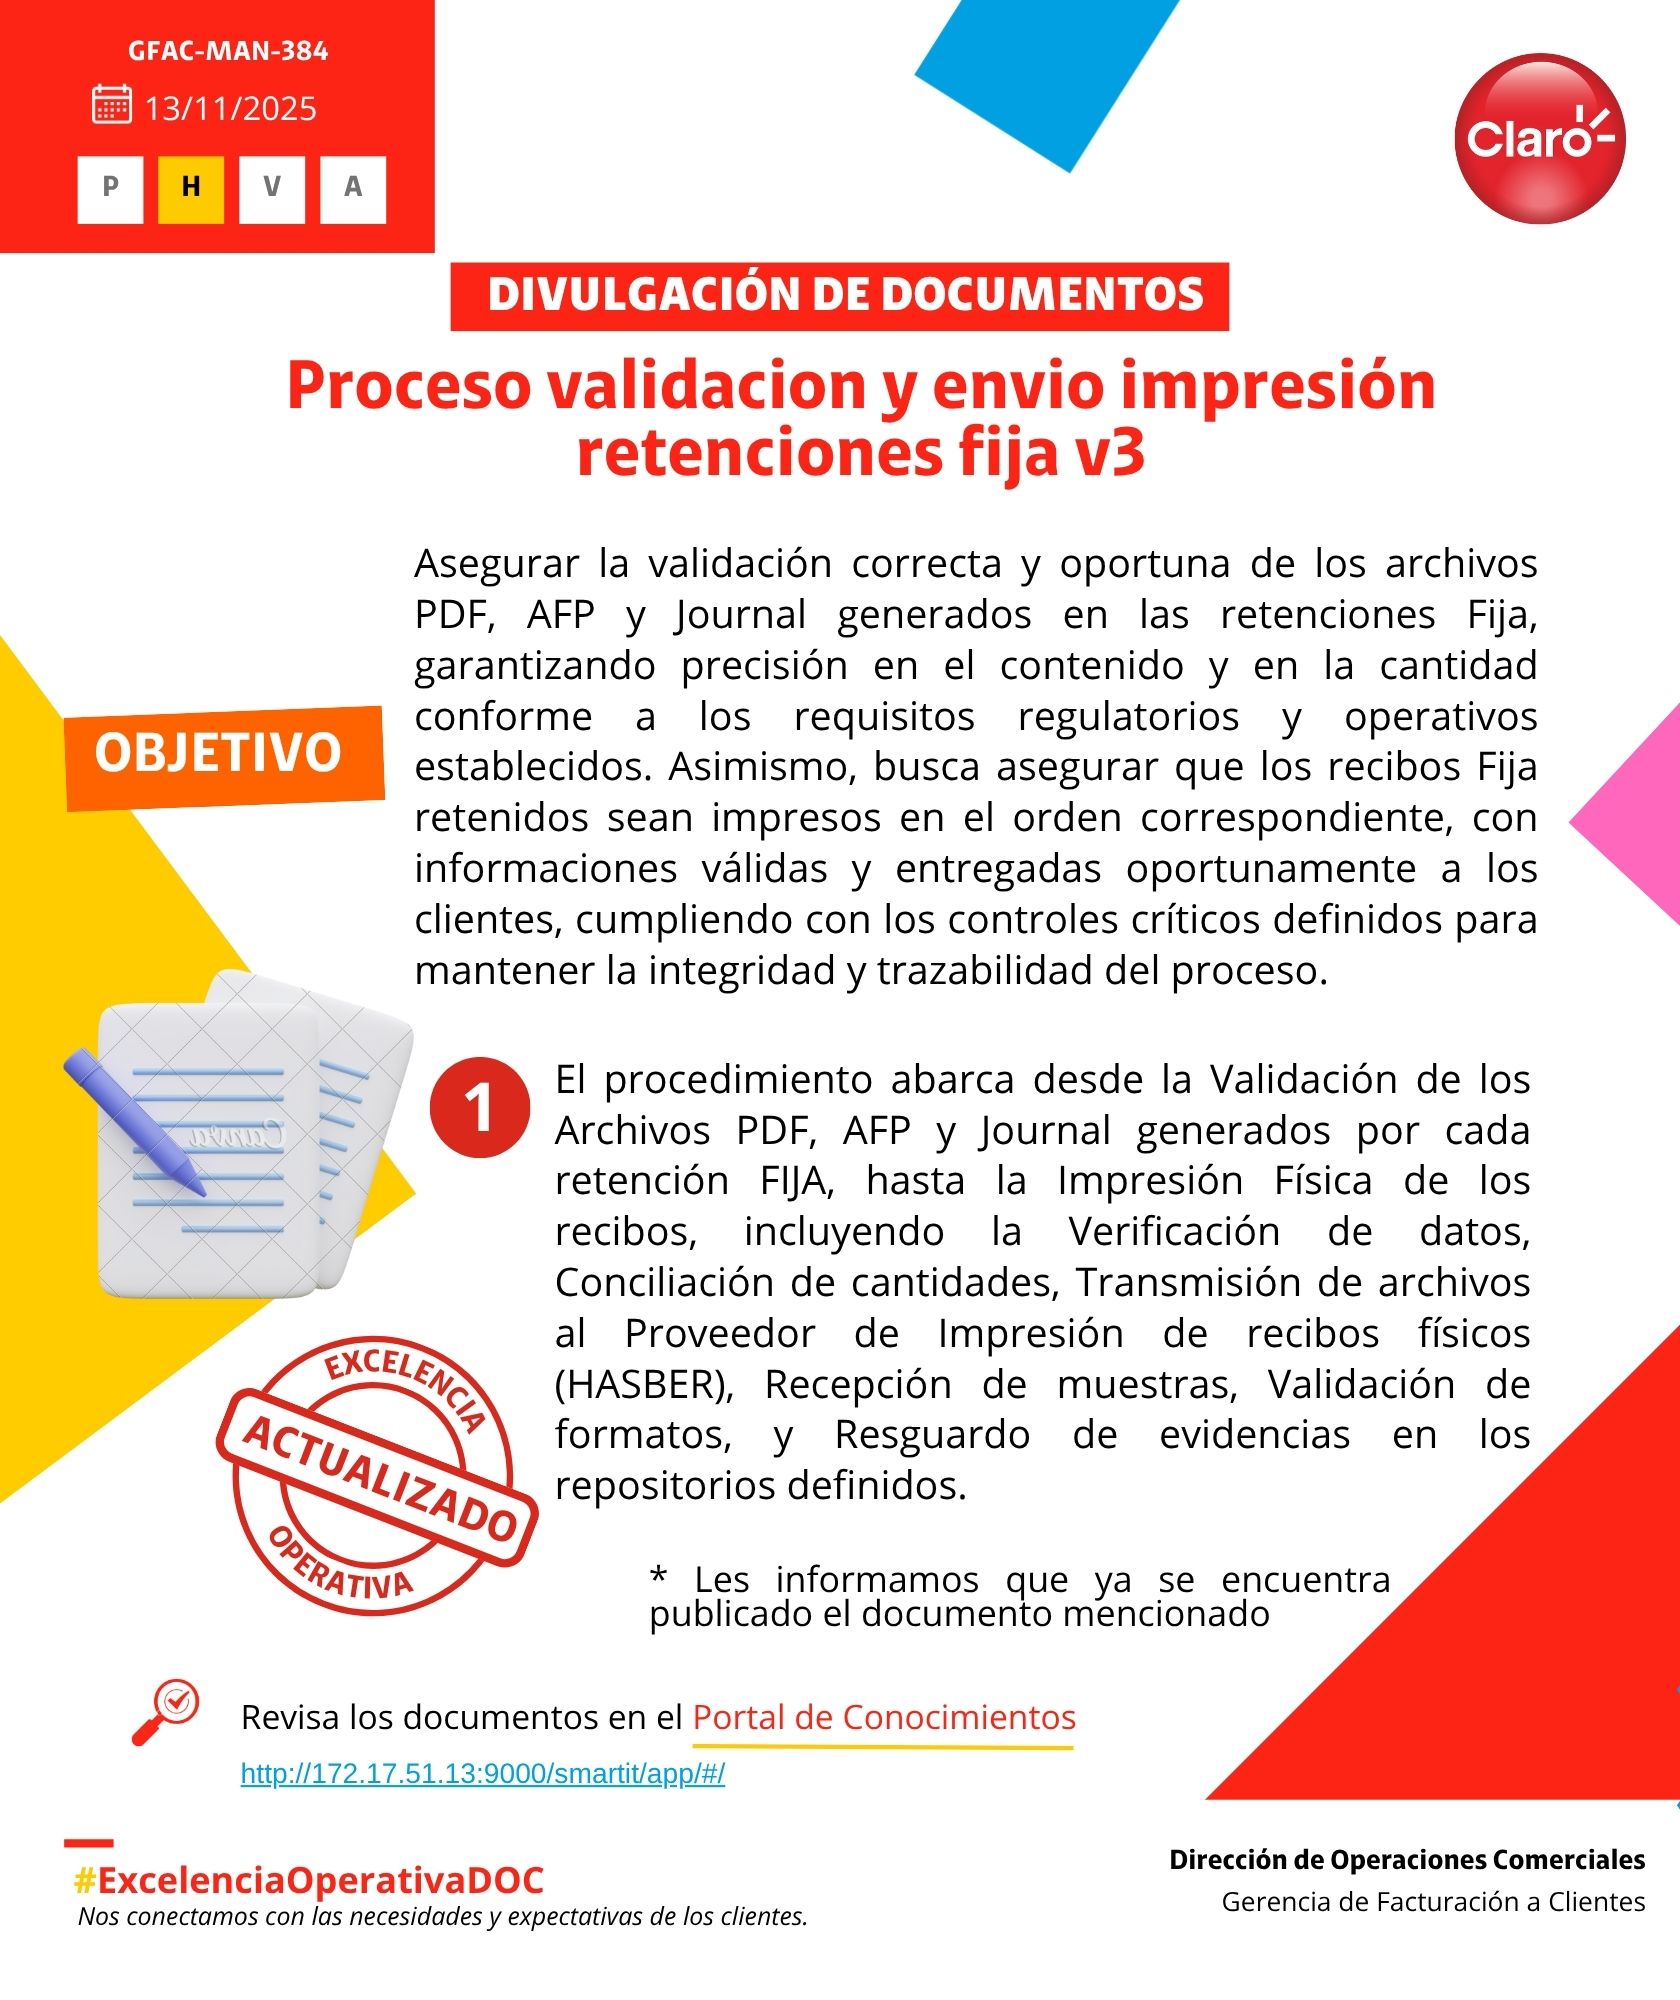 GFAC-MAN-384
13/11/2025
P H V A
Claro
DIVULGACIÓN DE DOCUMENTOS
Proceso validacion y envio impresión
retenciones fija v3
Asegurar la validación correcta y oportuna de los archivos
PDF, AFP y Journal generados en las retenciones Fija,
garantizando precisión en el contenido y en la cantidad
conforme a los requisitos regulatorios y operativos
establecidos. Asimismo, busca asegurar que los recibos Fija
retenidos sean impresos en el orden correspondiente, con
informaciones válidas y entregadas oportunamente a los
clientes, cumpliendo con los controles críticos definidos para
mantener la integridad y trazabilidad del proceso.
OBJETIVO
Canva
1
El procedimiento abarca desde la Validación de los
Archivos PDF, AFP y Journal generados por cada
retención FIJA, hasta la Impresión Física de los
recibos, incluyendo la Verificación de datos,
Conciliación de cantidades, Transmisión de archivos
al Proveedor de Impresión de recibos físicos
(HASBER), Recepción de muestras, Validación de
formatos, y Resguardo de evidencias en los
repositorios definidos.
EXCELENCIA
ACTUALIZADO
OPERATIVA
* Les informamos que ya se encuentra
publicado el documento mencionado
Revisa los documentos en el Portal de Conocimientos
http://172.17.51.13:9000/smartit/app/#/
#ExcelenciaOperativaDOC
Nos conectamos con las necesidades y expectativas de los clientes.
Dirección de Operaciones Comerciales
Gerencia de Facturación a Clientes